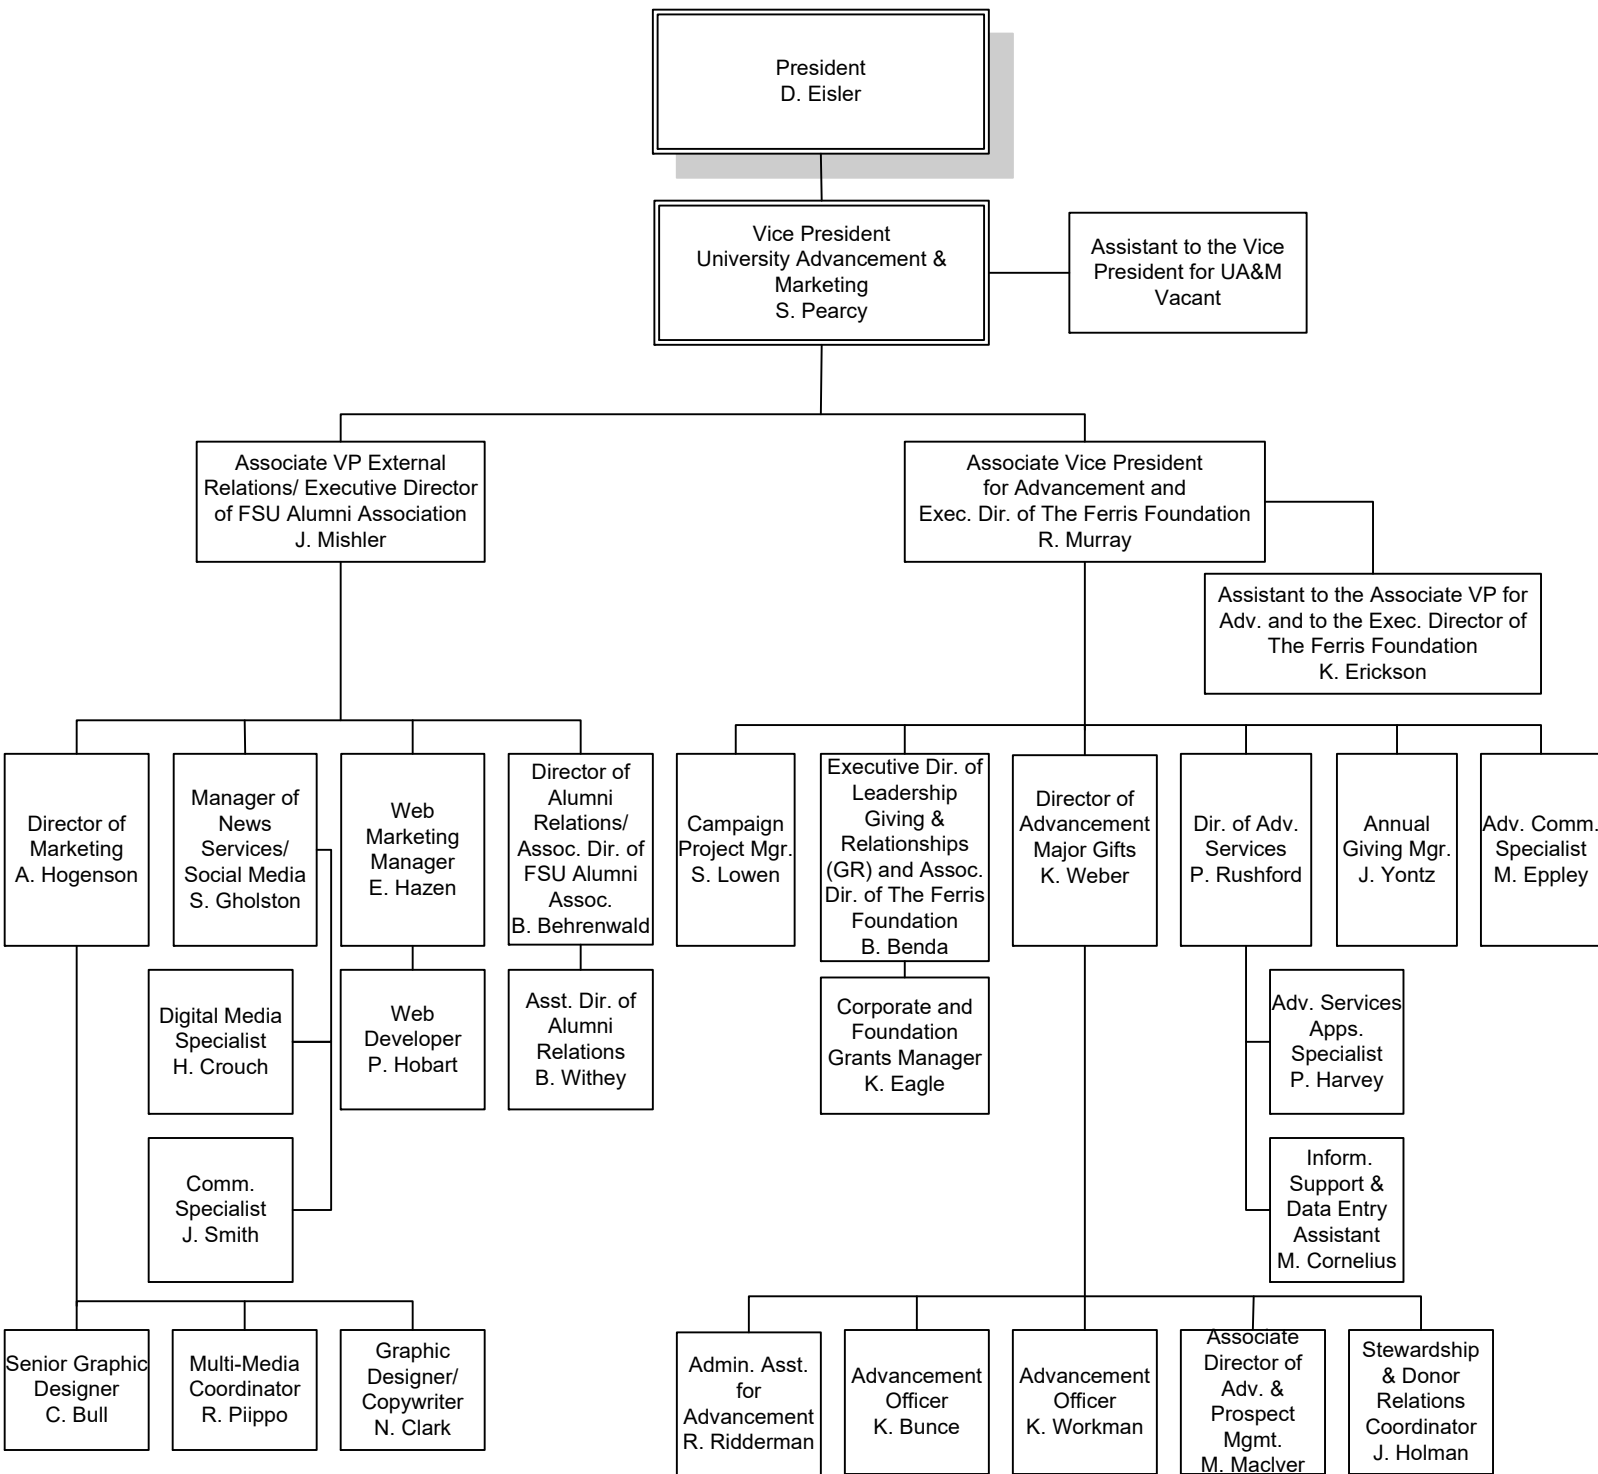 President
D. Eisler
Vice President
University Advancement &
Marketing
S. Pearcy
Assistant to the Vice
President for UA&M
Vacant
Associate VP External
Relations/ Executive Director
of FSU Alumni Association
J. Mishler
Associate Vice President
for Advancement and
Exec. Dir. of The Ferris Foundation
R. Murray
Assistant to the Associate VP for
Adv. and to the Exec. Director of
The Ferris Foundation
K. Erickson
Director of
Marketing
A. Hogenson
Manager of
News
Services/
Social Media
S. Gholston
Web
Marketing
Manager
E. Hazen
Director of
Alumni
Relations/
Assoc. Dir. of
FSU Alumni
Assoc.
B. Behrenwald
Campaign
Project Mgr.
S. Lowen
Executive Dir. of
Leadership
Giving &
Relationships
(GR) and Assoc.
Dir. of The Ferris
Foundation
B. Benda
Director of
Advancement
Major Gifts
K. Weber
Dir. of Adv.
Services
P. Rushford
Annual
Giving Mgr.
J. Yontz
Adv. Comm.
Specialist
M. Eppley
Digital Media
Specialist
H. Crouch
Web
Developer
P. Hobart
Asst. Dir. of
Alumni
Relations
B. Withey
Corporate and
Foundation
Grants Manager
K. Eagle
Adv. Services
Apps.
Specialist
P. Harvey
Comm.
Specialist
J. Smith
Inform.
Support &
Data Entry
Assistant
M. Cornelius
Senior Graphic
Designer
C. Bull
Multi-Media
Coordinator
R. Piippo
Graphic
Designer/
Copywriter
N. Clark
Admin. Asst.
for
Advancement
R. Ridderman
Advancement
Officer
K. Bunce
Advancement
Officer
K. Workman
Associate
Director of
Adv. &
Prospect
Mgmt.
M. MacIver
Stewardship
& Donor
Relations
Coordinator
J. Holman